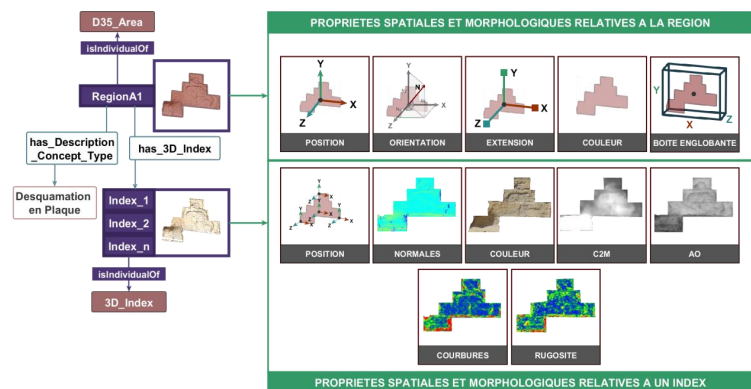 D35_Area
PROPRIETES SPATIALES ET MORPHOLOGIQUES RELATIVES A LA REGION
isIndividualOf
RegionA1
Y
X
Z
POSITION
Y
N
X
Z
ORIENTATION
Y
X
Z
EXTENSION
COULEUR
Y
X
Z
BOITE ENGLOBANTE
has_Description
_Concept_Type
has_3D_Index
Desquamation
en Plaque
Index_1
Index_2
Index_n
isIndividualOf
3D_Index
POSITION
NORMALES
COULEUR
C2M
AO
COURBURES
RUGOSITE
PROPRIETES SPATIALES ET MORPHOLOGIQUES RELATIVES A UN INDEX